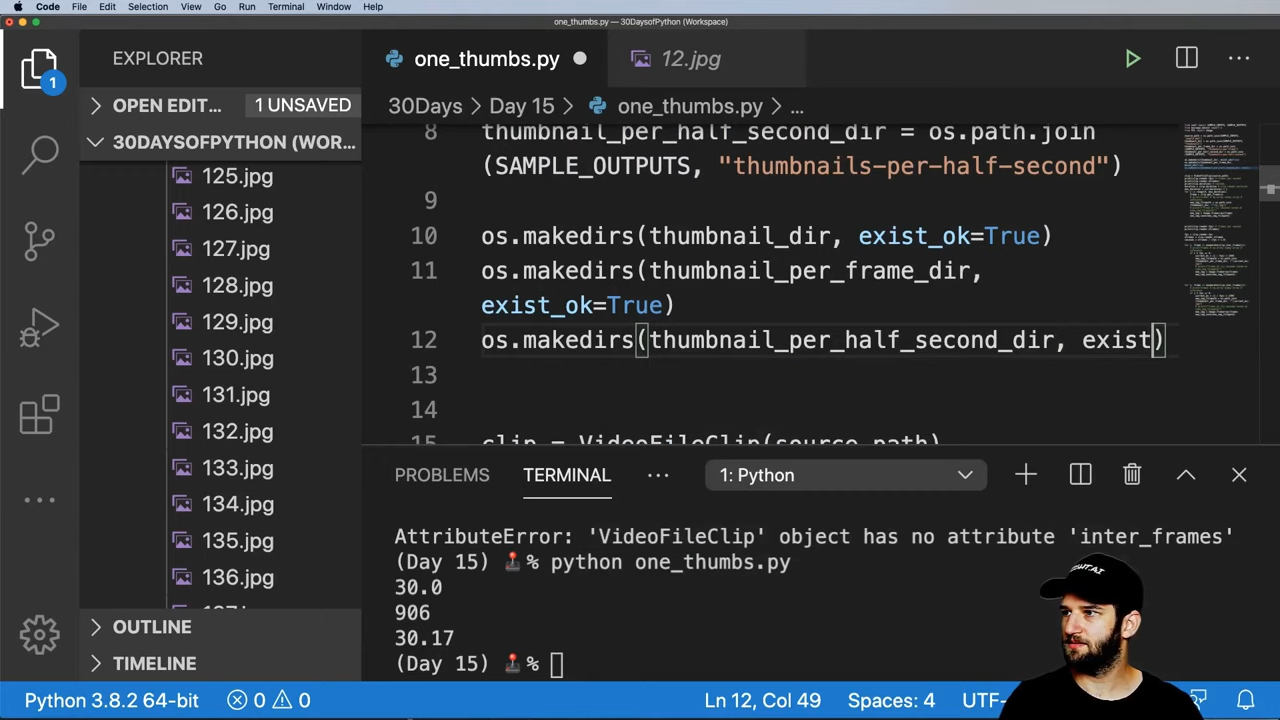 Code File Edit Selection View Go Run Terminal Window Help
one_thumbs.py — 30DaysofPython (Workspace)
EXPLORER
one_thumbs.py
12.jpg
1
OPEN EDIT... 1 UNSAVED
30Days > Day 15 > one_thumbs.py > ...
30DAYSOFPYTHON (WOR...
125.jpg
126.jpg
127.jpg
128.jpg
129.jpg
130.jpg
131.jpg
132.jpg
133.jpg
134.jpg
135.jpg
136.jpg
OUTLINE
TIMELINE
8 thumbnail_per_half_second_dir = os.path.join
(SAMPLE_OUTPUTS, "thumbnails-per-half-second")
9
10 os.makedirs(thumbnail_dir, exist_ok=True)
11 os.makedirs(thumbnail_per_frame_dir,
exist_ok=True)
12 os.makedirs(thumbnail_per_half_second_dir, exist)
13
14
15 clip = VideoFileClip(source_path)
PROBLEMS TERMINAL ... 1: Python
AttributeError: 'VideoFileClip' object has no attribute 'inter_frames'
(Day 15) % python one_thumbs.py
30.0
906
30.17
(Day 15) %
Python 3.8.2 64-bit 0 0 Ln 12, Col 49 Spaces: 4 UTF-